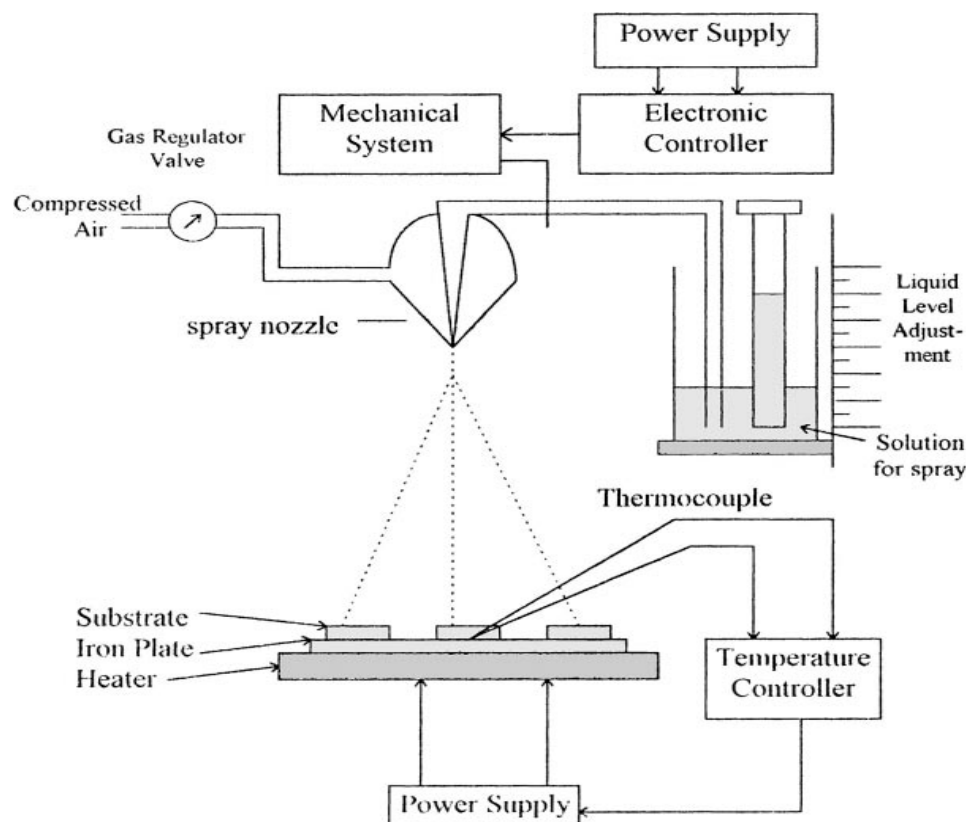 Power Supply
Mechanical
System
Electronic
Controller
Gas Regulator
Valve
Compressed
Air
spray nozzle
Liquid
Level
Adjust-
ment
Solution
for spray
Thermocouple
Substrate
Iron Plate
Heater
Temperature
Controller
Power Supply